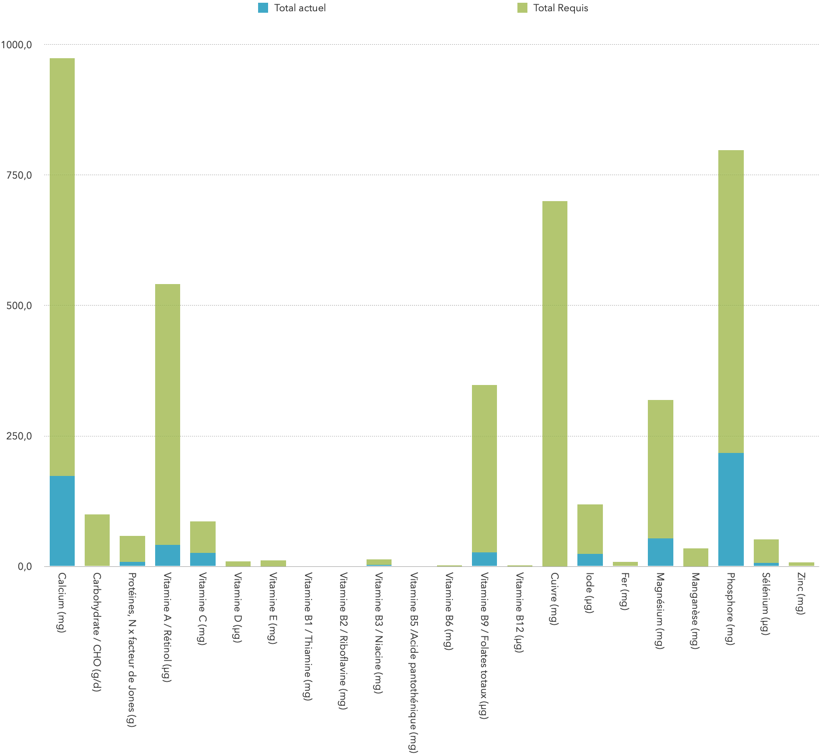 Total actuel
Total Requis
1000,0
750,0
500,0
250,0
0,0
Calcium (mg)
Carbohydrate / CHO (g/d)
Protéines, N x facteur de Jones (g)
Vitamine A / Rétinol (µg)
Vitamine C (mg)
Vitamine D (µg)
Vitamine E (mg)
Vitamine B1 / Thiamine (mg)
Vitamine B2 / Riboflavine (mg)
Vitamine B3 / Niacine (mg)
Vitamine B5 /Acide pantothénique (mg)
Vitamine B6 (mg)
Vitamine B9 / Folates totaux (µg)
Vitamine B12 (µg)
Cuivre (mg)
Iode (µg)
Fer (mg)
Magnésium (mg)
Manganèse (mg)
Phosphore (mg)
Sélénium (µg)
Zinc (mg)